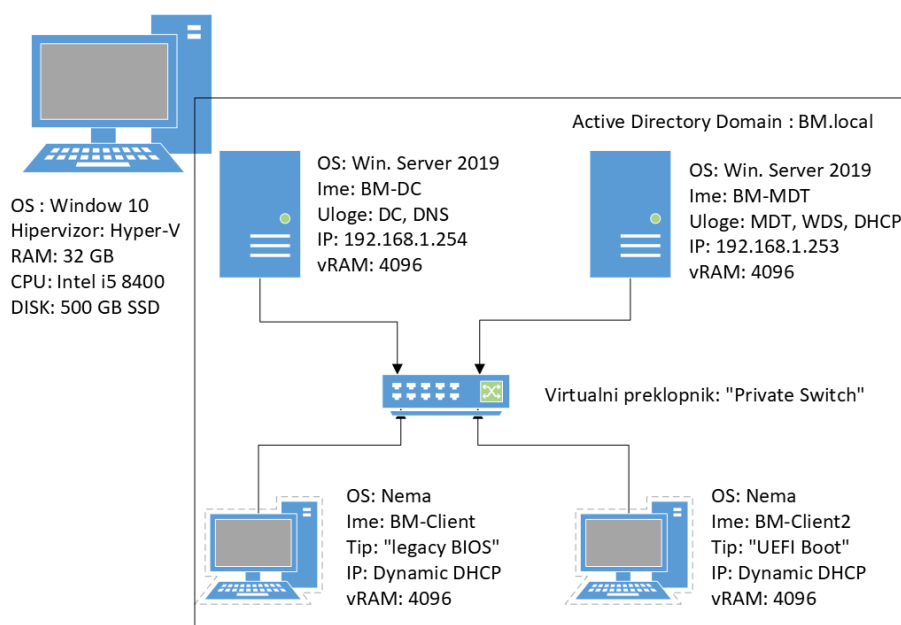 Active Directory Domain : BM.local
OS : Window 10
Hipervizor: Hyper-V
RAM: 32 GB
CPU: Intel i5 8400
DISK: 500 GB SSD
OS: Win. Server 2019
Ime: BM-DC
Uloge: DC, DNS
IP: 192.168.1.254
vRAM: 4096
OS: Win. Server 2019
Ime: BM-MDT
Uloge: MDT, WDS, DHCP
IP: 192.168.1.253
vRAM: 4096
Virtualni preklopnik: "Private Switch"
OS: Nema
Ime: BM-Client
Tip: "legacy BIOS"
IP: Dynamic DHCP
vRAM: 4096
OS: Nema
Ime: BM-Client2
Tip: "UEFI Boot"
IP: Dynamic DHCP
vRAM: 4096